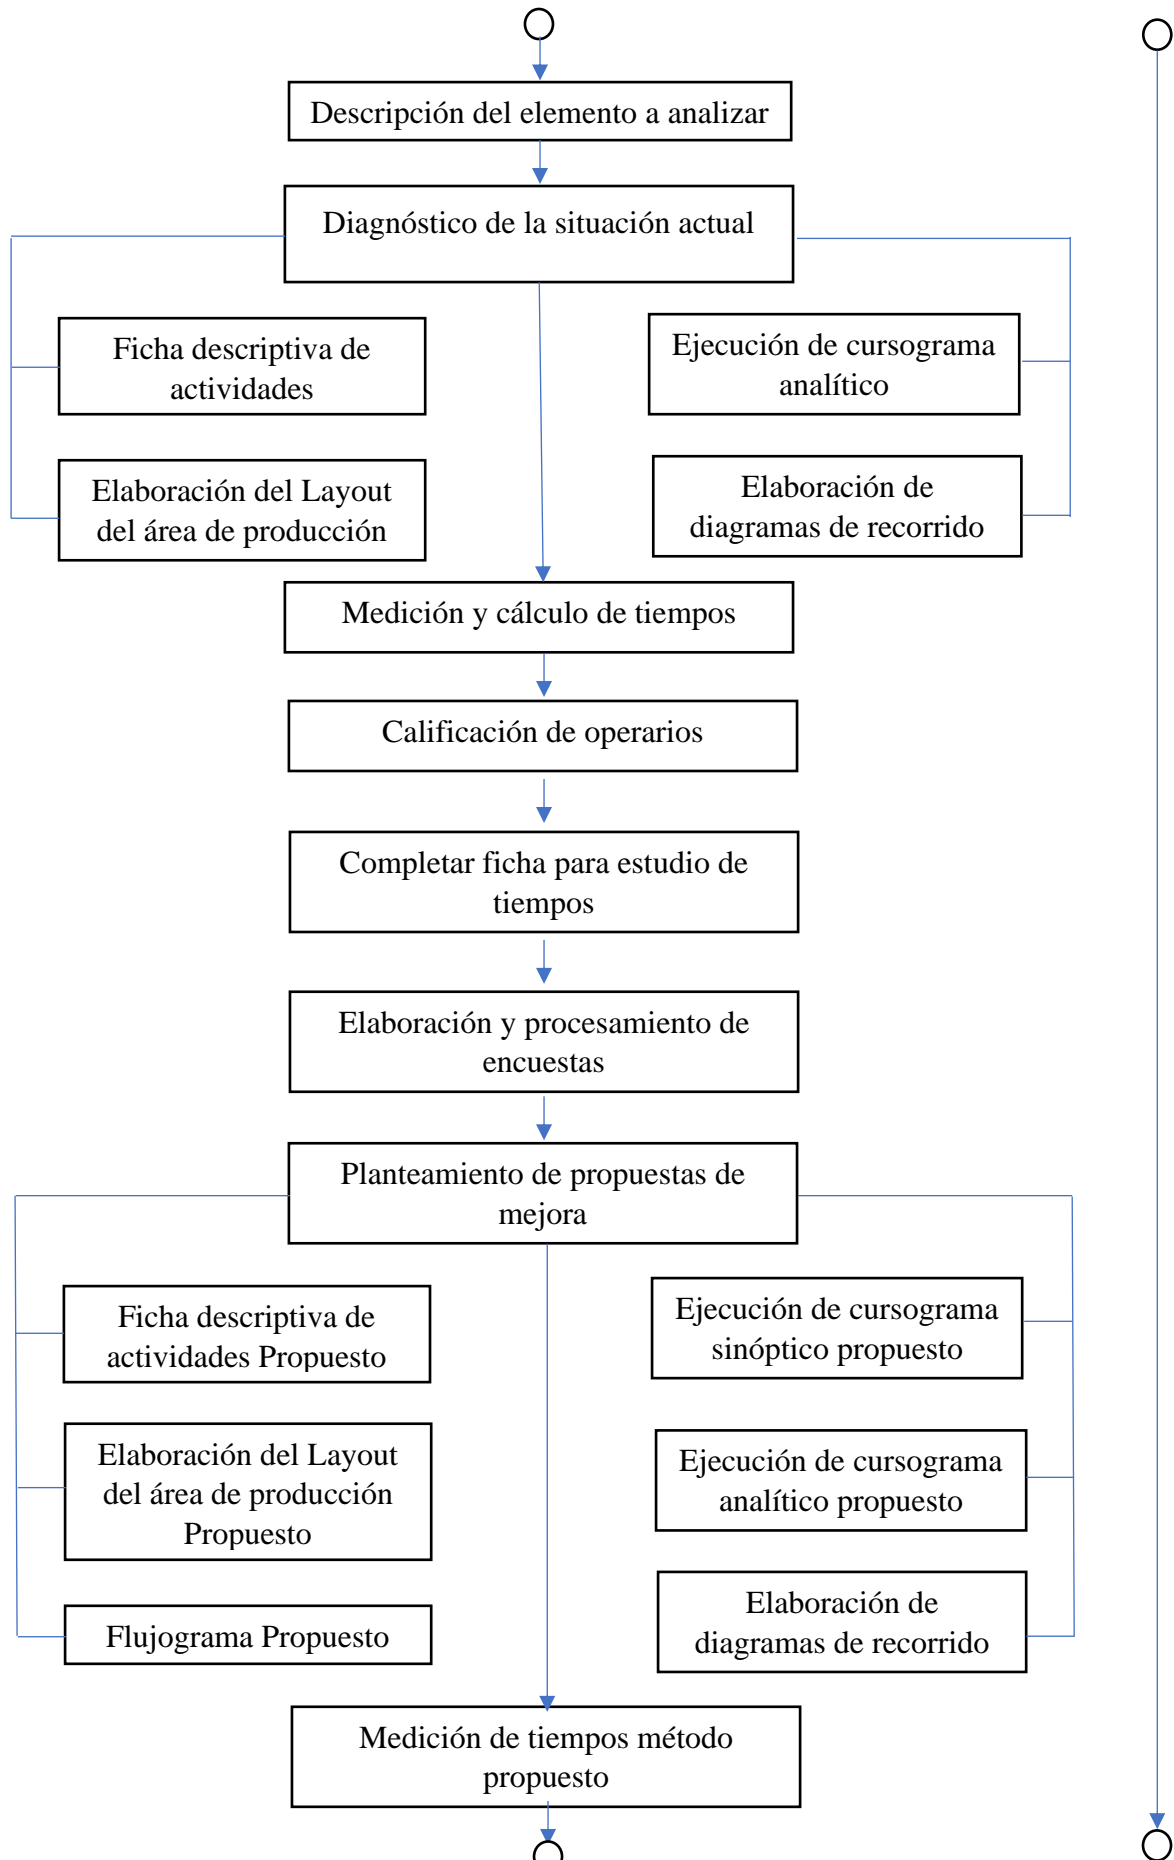 Descripción del elemento a analizar
Diagnóstico de la situación actual
Ficha descriptiva de
actividades
Ejecución de cursograma
analítico
Elaboración del Layout
del área de producción
Elaboración de
diagramas de recorrido
Medición y cálculo de tiempos
Calificación de operarios
Completar ficha para estudio de
tiempos
Elaboración y procesamiento de
encuestas
Planteamiento de propuestas de
mejora
Ficha descriptiva de
actividades Propuesto
Ejecución de cursograma
sinóptico propuesto
Elaboración del Layout
del área de producción
Propuesto
Ejecución de cursograma
analítico propuesto
Flujograma Propuesto
Elaboración de
diagramas de recorrido
Medición de tiempos método
propuesto